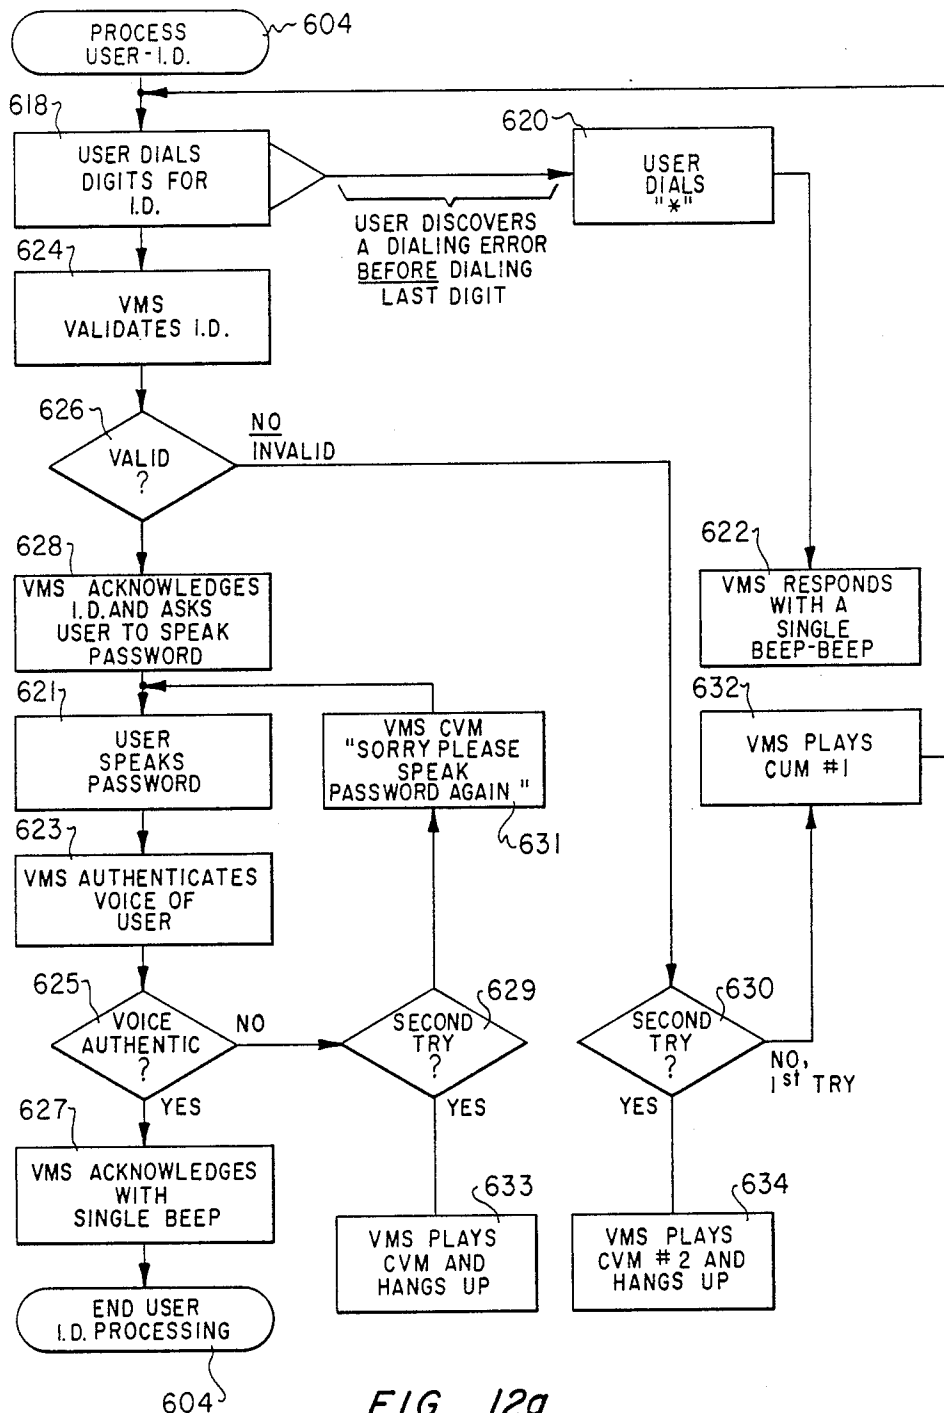 PROCESS
USER-I.D.
604
618
USER DIALS
DIGITS FOR
I.D.
620
USER
DIALS
"*"
USER DISCOVERS
A DIALING ERROR
BEFORE DIALING
LAST DIGIT
624
VMS
VALIDATES I.D.
626
VALID
?
NO
INVALID
628
VMS ACKNOWLEDGES
I.D. AND ASKS
USER TO SPEAK
PASSWORD
622
VMS RESPONDS
WITH A
SINGLE
BEEP-BEEP
621
USER
SPEAKS
PASSWORD
VMS CVM
"SORRY PLEASE
SPEAK
PASSWORD AGAIN"
631
632
VMS PLAYS
CUM #1
623
VMS AUTHENTICATES
VOICE OF
USER
625
VOICE
AUTHENTIC
?
NO
YES
629
SECOND
TRY
?
YES
630
SECOND
TRY
?
YES
NO,
1st TRY
627
VMS ACKNOWLEDGES
WITH
SINGLE BEEP
633
VMS PLAYS
CVM AND
HANGS UP
634
VMS PLAYS
CVM #2 AND
HANGS UP
END USER
I.D. PROCESSING
604
FIG 12a